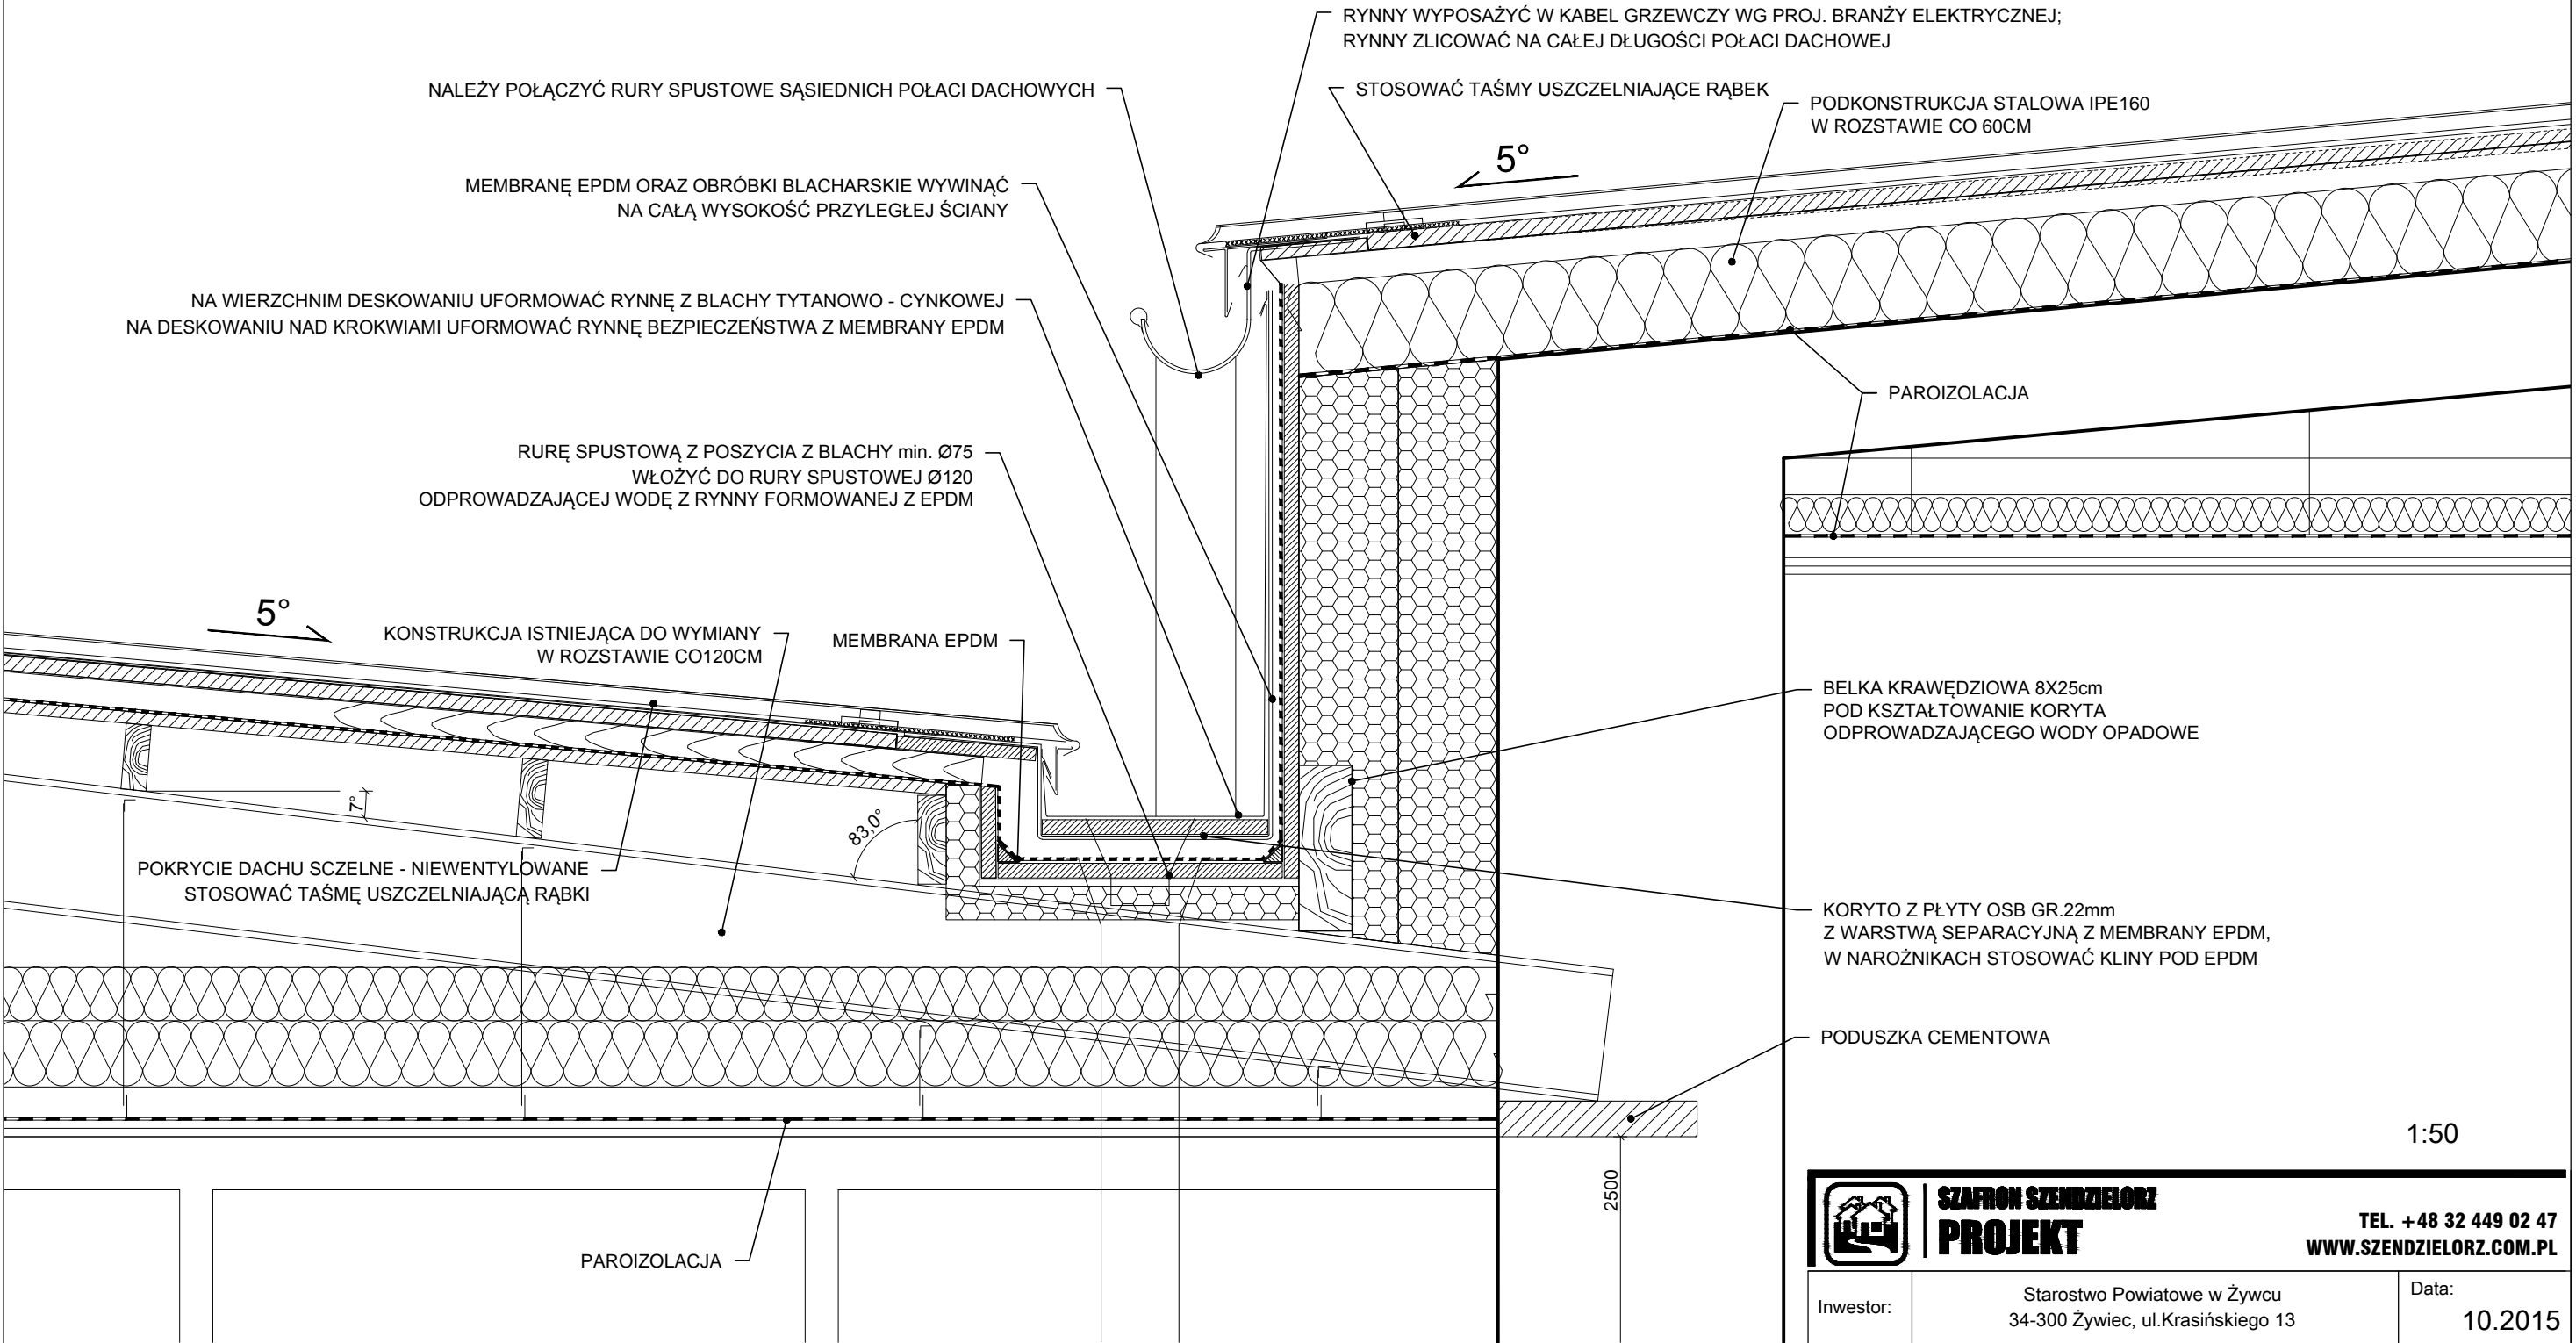 RYNNY WYPOSAŻYĆ W KABEL GRZEWCZY WG PROJ. BRANŻY ELEKTRYCZNEJ;
RYNNY ZLICOWAĆ NA CAŁEJ DŁUGOŚCI POŁACI DACHOWEJ
NALEŻY POŁĄCZYĆ RURY SPUSTOWE SĄSIEDNICH POŁACI DACHOWYCH
STOSOWAĆ TAŚMY USZCZELNIAJĄCE RĄBEK
PODKONSTRUKCJA STALOWA IPE160
W ROZSTAWIE CO 60CM
5°
MEMBRANĘ EPDM ORAZ OBRÓBKI BLACHARSKIE WYWINĄĆ
NA CAŁĄ WYSOKOŚĆ PRZYLEGŁEJ ŚCIANY
NA WIERZCHNIM DESKOWANIU UFORMOWAĆ RYNNĘ Z BLACHY TYTANOWO - CYNKOWEJ
NA DESKOWANIU NAD KROKWIAMI UFORMOWAĆ RYNNĘ BEZPIECZEŃSTWA Z MEMBRANY EPDM
PAROIZOLACJA
RURĘ SPUSTOWĄ Z POSZYCIA Z BLACHY min. Ø75
WŁOŻYĆ DO RURY SPUSTOWEJ Ø120
ODPROWADZAJĄCEJ WODĘ Z RYNNY FORMOWANEJ Z EPDM
5°
KONSTRUKCJA ISTNIEJĄCA DO WYMIANY
W ROZSTAWIE CO120CM
MEMBRANA EPDM
BELKA KRAWĘDZIOWA 8X25cm
POD KSZTAŁTOWANIE KORYTA
ODPROWADZAJĄCEGO WODY OPADOWE
7°
83,0°
POKRYCIE DACHU SCZELNE - NIEWENTYLOWANE
STOSOWAĆ TAŚMĘ USZCZELNIAJĄCĄ RĄBKI
KORYTO Z PŁYTY OSB GR.22mm
Z WARSTWĄ SEPARACYJNĄ Z MEMBRANY EPDM,
W NAROŻNIKACH STOSOWAĆ KLINY POD EPDM
PODUSZKA CEMENTOWA
1:50
2500
PAROIZOLACJA
SZAFRON SZENDZIELORZ
PROJEKT
TEL. +48 32 449 02 47
WWW.SZENDZIELORZ.COM.PL
Inwestor:
Starostwo Powiatowe w Żywcu
34-300 Żywiec, ul.Krasińskiego 13
Data:
10.2015